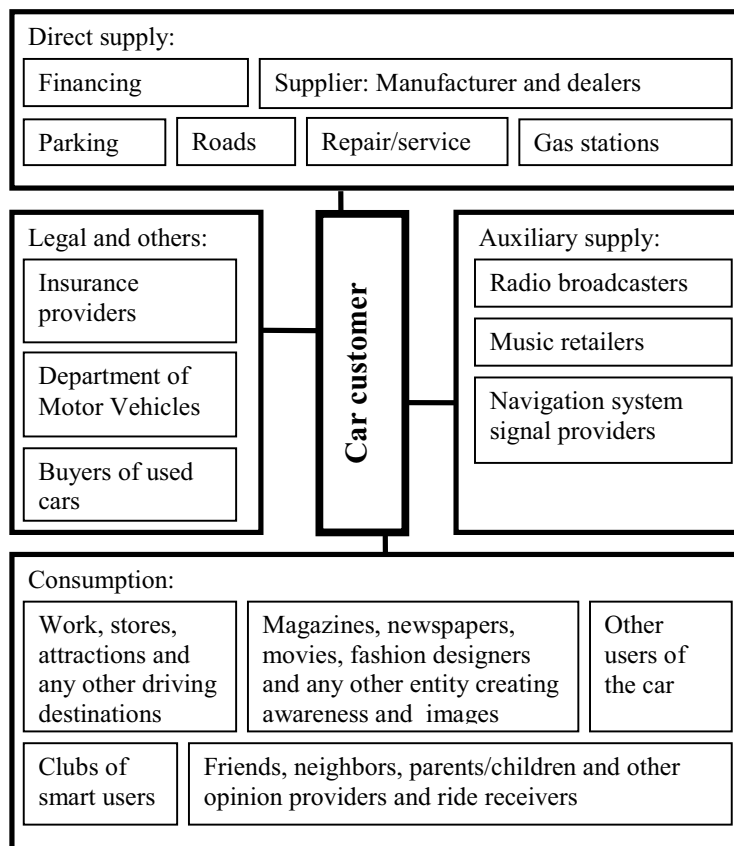 Direct supply:
Financing
Supplier: Manufacturer and dealers
Parking
Roads
Repair/service
Gas stations
Legal and others:
Insurance
providers
Department of
Motor Vehicles
Buyers of used
cars
Car customer
Auxiliary supply:
Radio broadcasters
Music retailers
Navigation system
signal providers
Consumption:
Work, stores,
attractions and
any other driving
destinations
Magazines, newspapers,
movies, fashion designers
and any other entity creating
awareness and images
Other
users of
the car
Clubs of
smart users
Friends, neighbors, parents/children and other
opinion providers and ride receivers